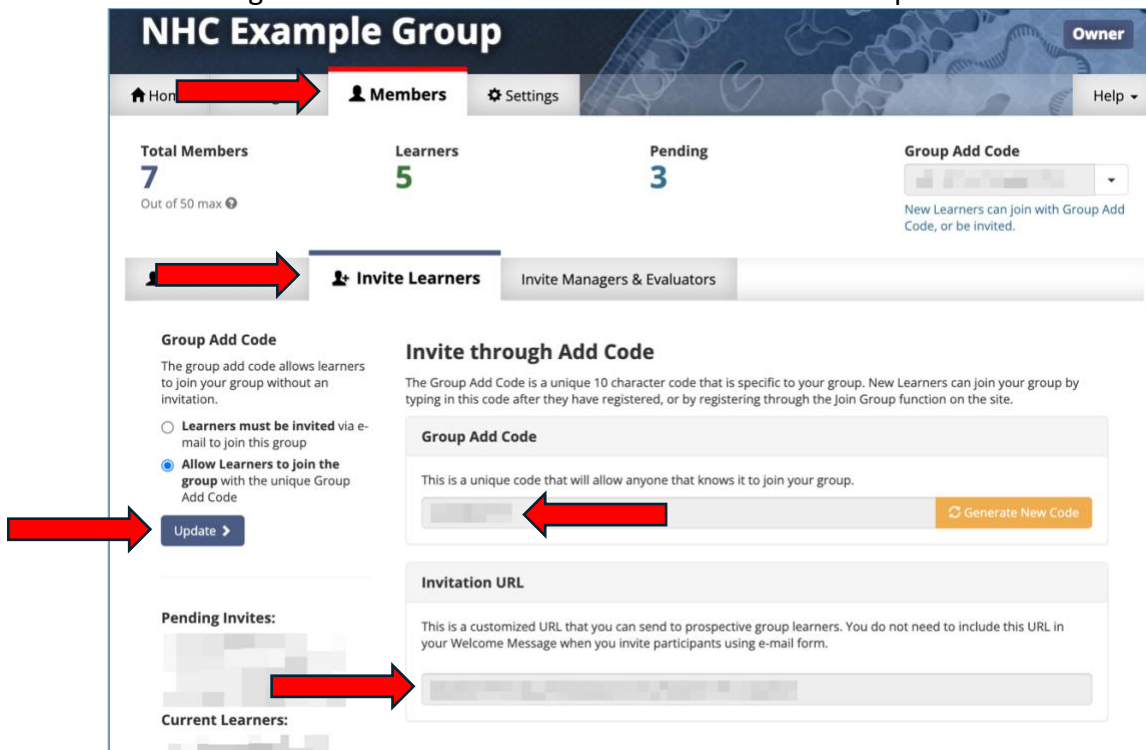 NHC Example Group
Owner
Members
Settings
Help
Total Members
Learners
Pending
Group Add Code
7
5
3
Out of 50 max
New Learners can join with Group Add
Code, or be invited.
Invite Learners
Invite Managers & Evaluators
Group Add Code
The group add code allows learners
to join your group without an
invitation.
Learners must be invited via e-
mail to join this group
Allow Learners to join the
group with the unique Group
Add Code
Update
Pending Invites:
Current Learners:
Invite through Add Code
The Group Add Code is a unique 10 character code that is specific to your group. New Learners can join your group by
typing in this code after they have registered, or by registering through the Join Group function on the site.
Group Add Code
This is a unique code that will allow anyone that knows it to join your group.
Generate New Code
Invitation URL
This is a customized URL that you can send to prospective group learners. You do not need to include this URL in
your Welcome Message when you invite participants using e-mail form.